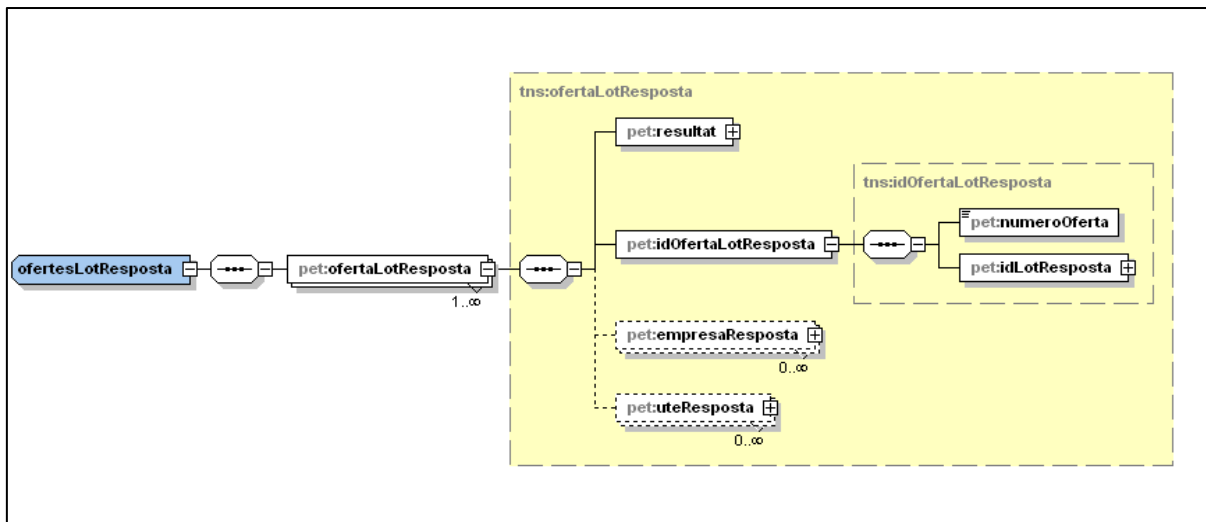 tns:ofertaLotResposta
pet:resultat
tns:idOfertaLotResposta
pet:numeroOferta
pet:idOfertaLotResposta
pet:idLotResposta
ofertesLotResposta
pet:ofertaLotResposta
1..∞
pet:empresaResposta
0..∞
pet:uteResposta
0..∞